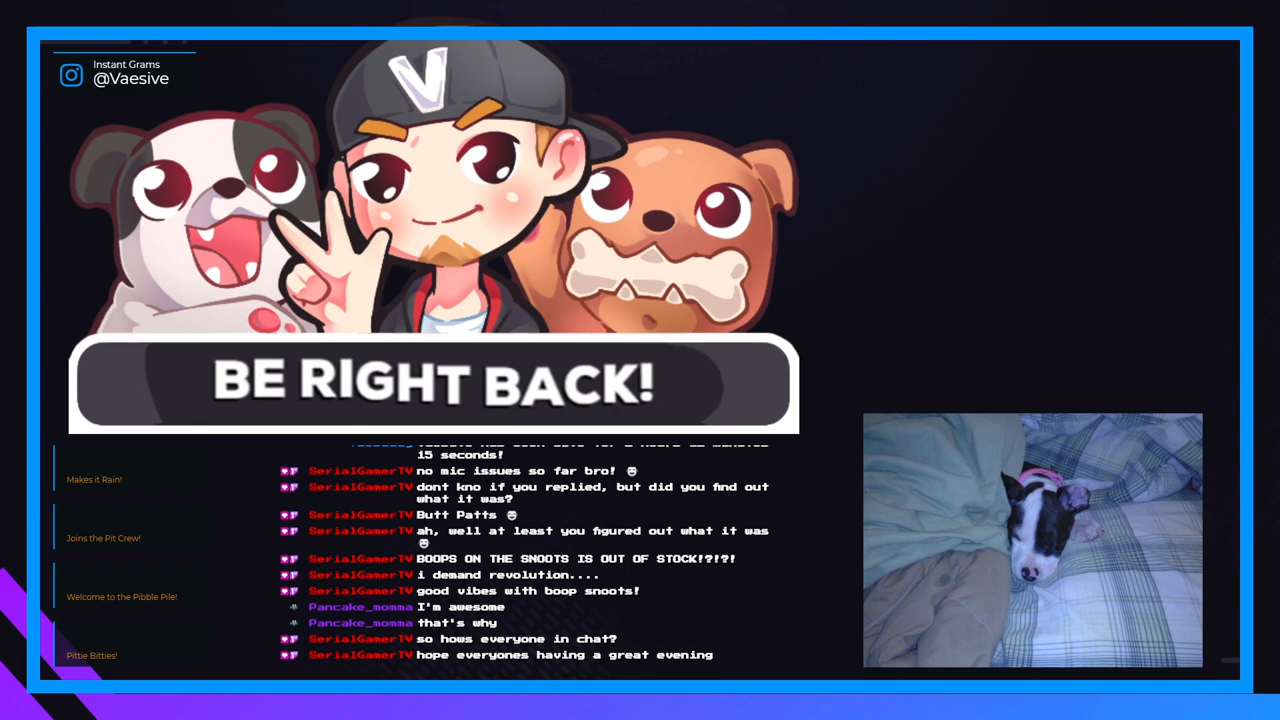 Instant Grams
@Vaesive
V
BE RIGHT BACK!
Makes it Rain!
Joins the Pit Crew!
Welcome to the Pibble Pile!
Pittie Bitties!
15 seconds!
SerialGamerTV no mic issues so far bro!
SerialGamerTV dont kno if you replied, but did you find out
what it was?
SerialGamerTV Butt Patts
SerialGamerTV ah, well at least you figured out what it was
SerialGamerTV BOOPS ON THE SNOOTS IS OUT OF STOCK!?!?!
SerialGamerTV i demand revolution....
SerialGamerTV good vibes with boop snoots!
Pancake_momma I'm awesome
Pancake_momma that's why
SerialGamerTV so hows everyone in chat?
SerialGamerTV hope everyones having a great evening